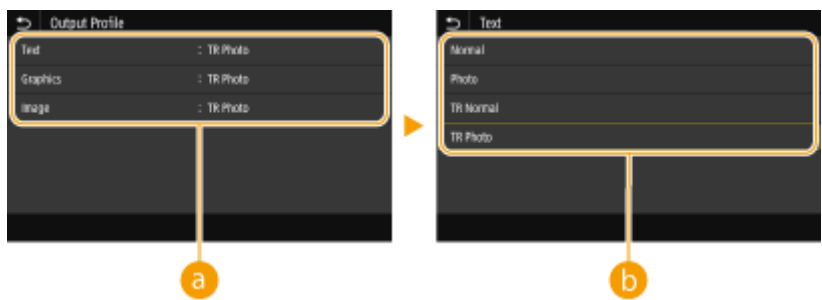 Output Profile
Text : TR Photo
Graphics : TR Photo
Image : TR Photo
a
Text
Normal
Photo
TR Normal
TR Photo
b